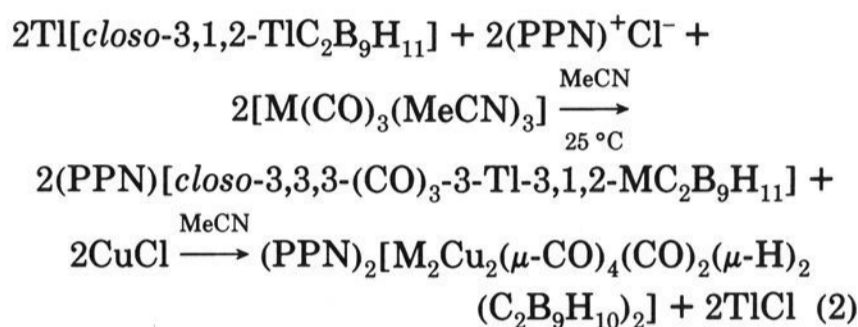 2Tl[closo-3,1,2-TlC₂B₉H₁₁] + 2(PPN)⁺Cl⁻ +
2[M(CO)₃(MeCN)₃] MeCN⟶25 °C
2(PPN)[closo-3,3,3-(CO)₃-3-Tl-3,1,2-MC₂B₉H₁₁] +
2CuCl MeCN⟶ (PPN)₂[M₂Cu₂(μ-CO)₄(CO)₂(μ-H)₂
(C₂B₉H₁₀)₂] + 2TlCl (2)